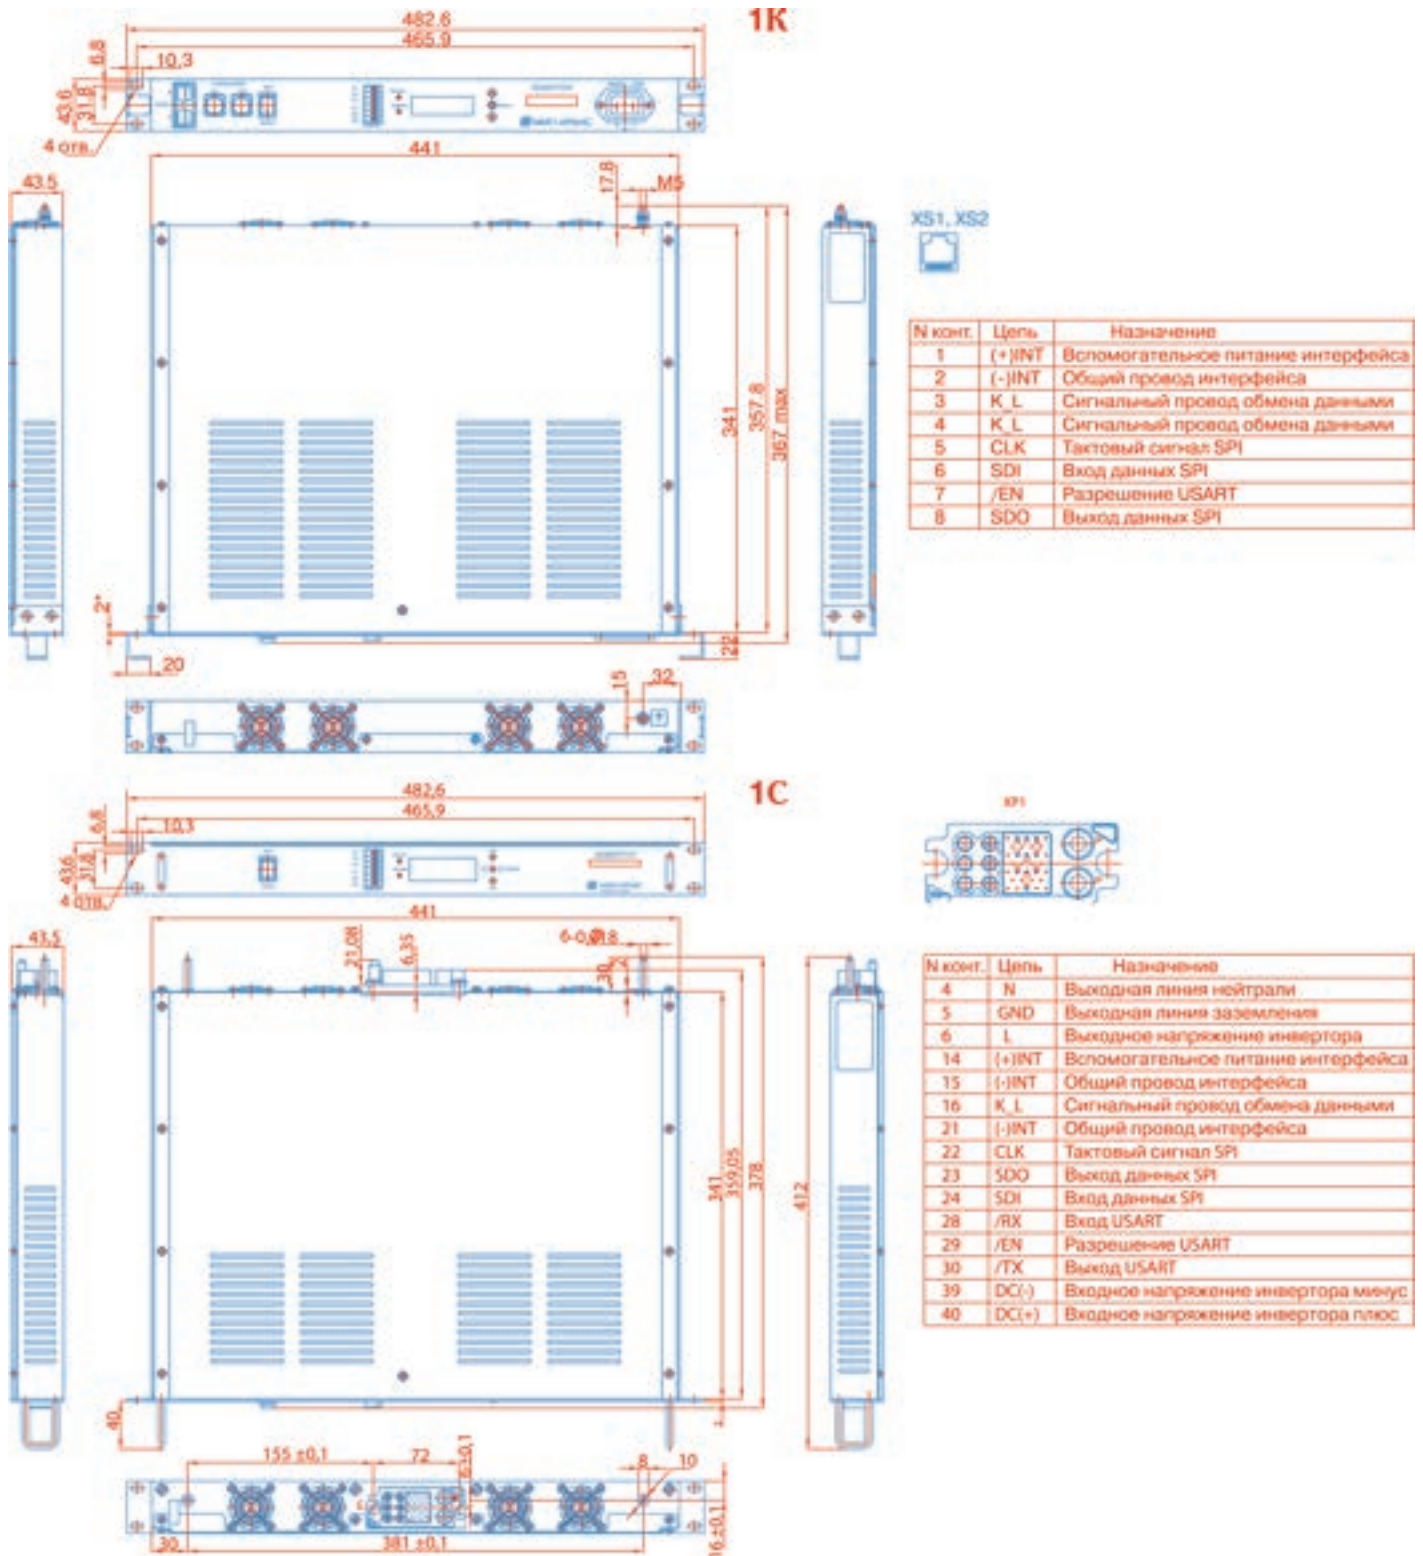 1К
482.6
465.9
6.8
10,3
43.6
31.8
4 отв.
441
43.5
17.8
M5
341
357.8
367 max
2*
20
22
15
32
XS1, XS2
N конт. Цепь Назначение
1 (+)INT Вспомогательное питание интерфейса
2 (-)INT Общий провод интерфейса
3 K_L Сигнальный провод обмена данными
4 K_L Сигнальный провод обмена данными
5 CLK Тактовый сигнал SPI
6 SDI Вход данных SPI
7 /EN Разрешение USART
8 SDO Выход данных SPI
1С
482,6
465,9
6,8
10,3
43,6
31,8
4 отв.
441
43,5
21,08
6,35
30
2
341
359,05
378
412
40
155 ±0,1
72
6±0,1
8
10
30
381 ±0,1
16 ±0,1
XP1
N конт. Цепь Назначение
4 N Выходная линия нейтрали
5 GND Выходная линия заземления
6 L Выходное напряжение инвертора
14 (+)INT Вспомогательное питание интерфейса
15 (-)INT Общий провод интерфейса
16 K_L Сигнальный провод обмена данными
21 (-)INT Общий провод интерфейса
22 CLK Тактовый сигнал SPI
23 SDO Выход данных SPI
24 SDI Вход данных SPI
28 /RX Вход USART
29 /EN Разрешение USART
30 /TX Выход USART
39 DC(-) Входное напряжение инвертора минус
40 DC(+) Входное напряжение инвертора плюс